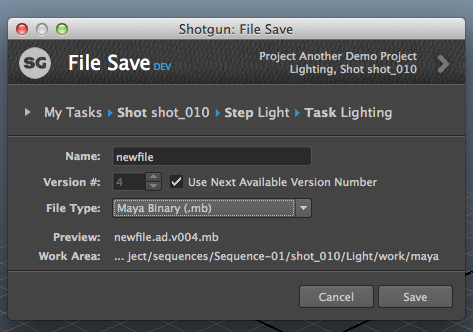 Shotgun: File Save
SG
File Save DEV
Project Another Demo Project
Lighting, Shot shot_010
My Tasks Shot shot_010 Step Light Task Lighting
Name: newfile
Version #: 4 Use Next Available Version Number
File Type: Maya Binary (.mb)
Preview: newfile.ad.v004.mb
Work Area: ... ject/sequences/Sequence-01/shot_010/Light/work/maya
Cancel Save